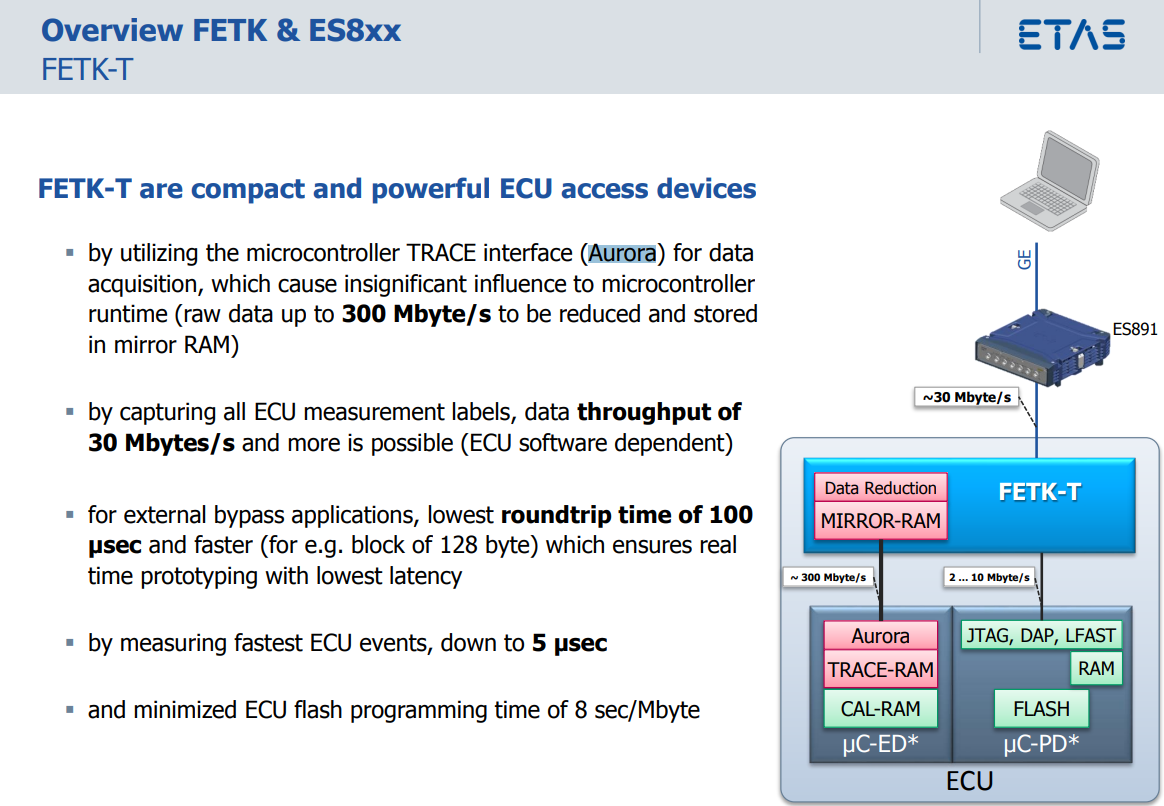 Overview FETK & ES8xx
FETK-T
ETAS
FETK-T are compact and powerful ECU access devices
▪ by utilizing the microcontroller TRACE interface (Aurora) for data
acquisition, which cause insignificant influence to microcontroller
runtime (raw data up to 300 Mbyte/s to be reduced and stored
in mirror RAM)
▪ by capturing all ECU measurement labels, data throughput of
30 Mbytes/s and more is possible (ECU software dependent)
▪ for external bypass applications, lowest roundtrip time of 100
µsec and faster (for e.g. block of 128 byte) which ensures real
time prototyping with lowest latency
▪ by measuring fastest ECU events, down to 5 µsec
▪ and minimized ECU flash programming time of 8 sec/Mbyte
GE
ES891
~30 Mbyte/s
Data Reduction
MIRROR-RAM
FETK-T
~ 300 Mbyte/s
2 ... 10 Mbyte/s
Aurora
TRACE-RAM
CAL-RAM
µC-ED*
JTAG, DAP, LFAST
RAM
FLASH
µC-PD*
ECU